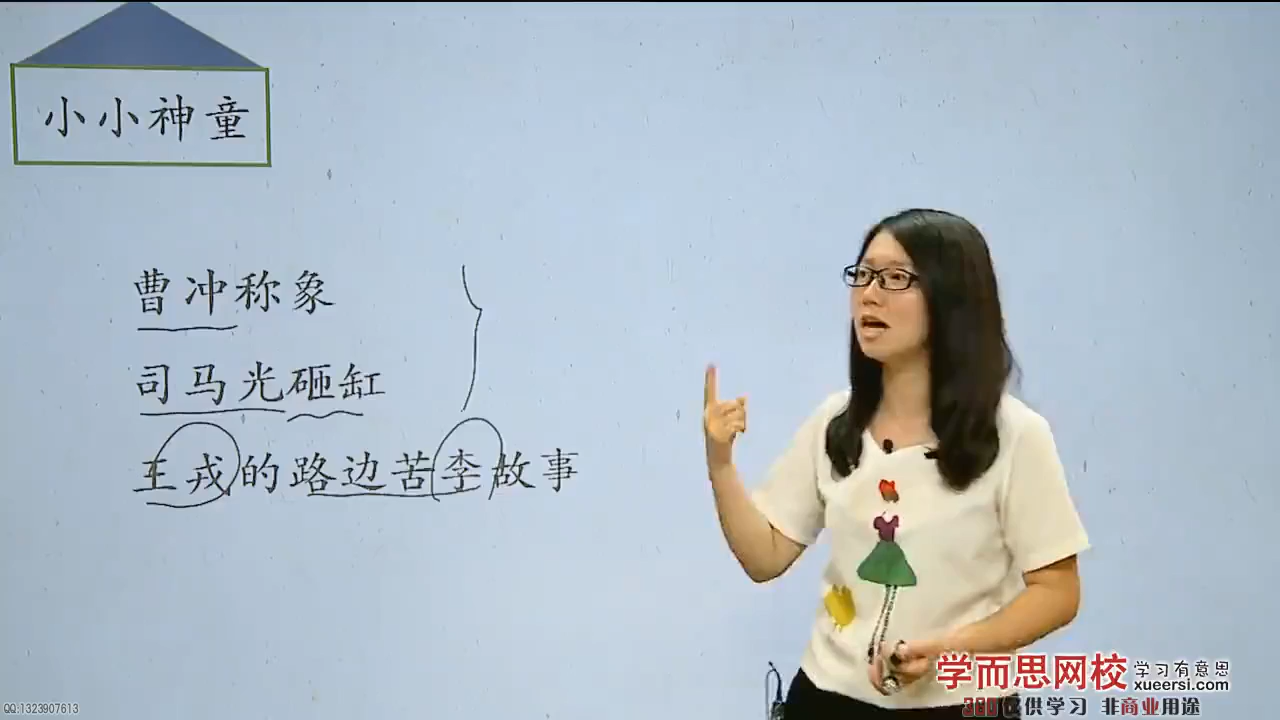 小小神童
曹冲称象
司马光砸缸
王戎的路边苦李故事
学而思网校 学习有意思
xueersi.com
360 仅供学习 非商业用途
QQ:1323907613